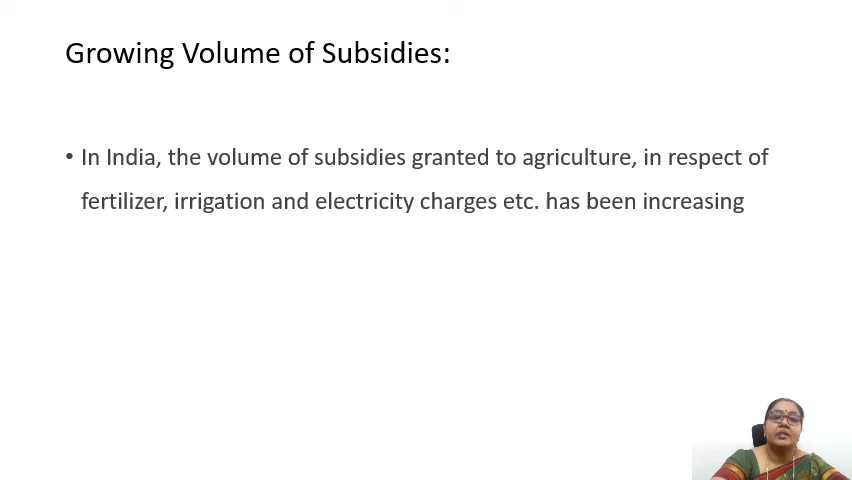 Growing Volume of Subsidies:
• In India, the volume of subsidies granted to agriculture, in respect of
fertilizer, irrigation and electricity charges etc. has been increasing